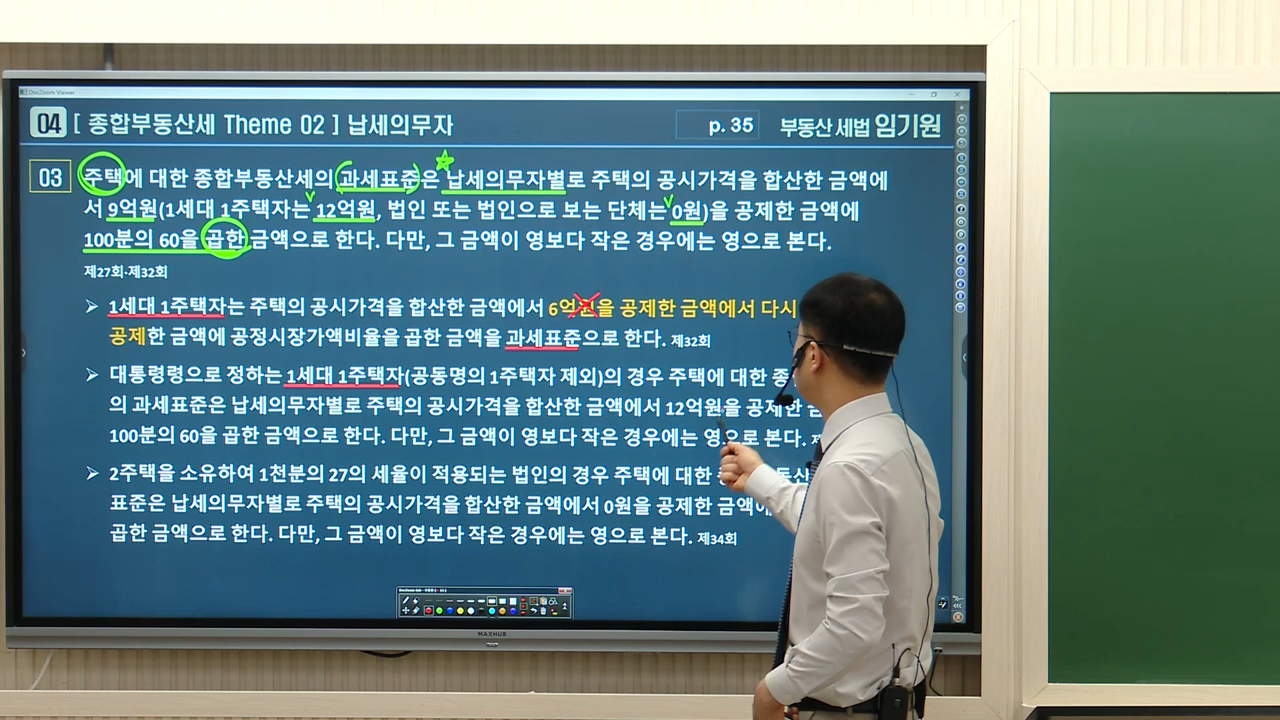 DocZoom Viewer
04 [ 종합부동산세 Theme 02 ] 납세의무자 p. 35 부동산 세법 임기원
03 주택에 대한 종합부동산세의 과세표준은 납세의무자별로 주택의 공시가격을 합산한 금액에
서 9억원(1세대 1주택자는 12억원, 법인 또는 법인으로 보는 단체는 0원)을 공제한 금액에
100분의 60을 곱한 금액으로 한다. 다만, 그 금액이 영보다 작은 경우에는 영으로 본다.
제27회·제32회
➢ 1세대 1주택자는 주택의 공시가격을 합산한 금액에서 6억원을 공제한 금액에서 다시
공제한 금액에 공정시장가액비율을 곱한 금액을 과세표준으로 한다. 제32회
➢ 대통령령으로 정하는 1세대 1주택자(공동명의 1주택자 제외)의 경우 주택에 대한
의 과세표준은 납세의무자별로 주택의 공시가격을 합산한 금액에서 12억원을 공제한
100분의 60을 곱한 금액으로 한다. 다만, 그 금액이 영보다 작은 경우에는 영으로 본다.
➢ 2주택을 소유하여 1천분의 27의 세율이 적용되는 법인의 경우 주택에 대한
표준은 납세의무자별로 주택의 공시가격을 합산한 금액에서 0원을 공제한
곱한 금액으로 한다. 다만, 그 금액이 영보다 작은 경우에는 영으로 본다. 제34회
MAXHUB